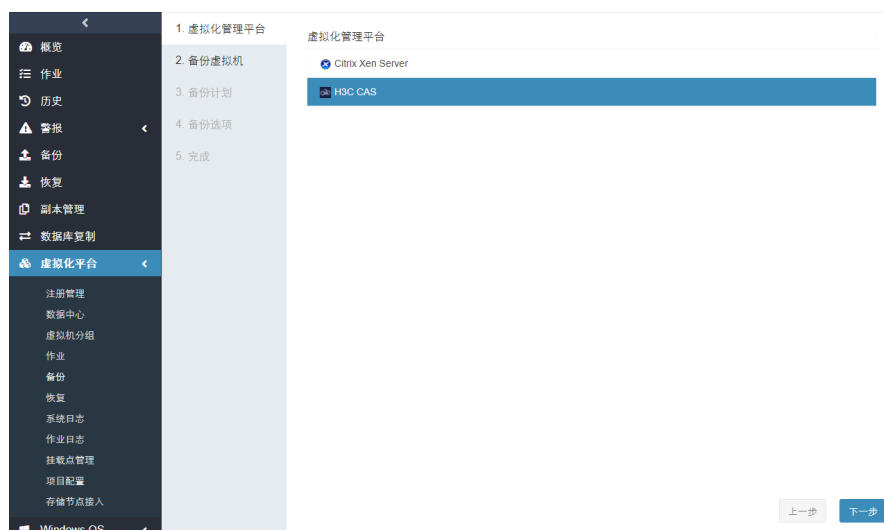 概览
作业
历史
警报
备份
恢复
副本管理
数据库复制
虚拟化平台
注册管理
数据中心
虚拟机分组
作业
备份
恢复
系统日志
作业日志
挂载点管理
项目配置
存储节点接入
Windows OS
1. 虚拟化管理平台
2. 备份虚拟机
3. 备份计划
4. 备份选项
5. 完成
虚拟化管理平台
Citrix Xen Server
H3C CAS
上一步
下一步